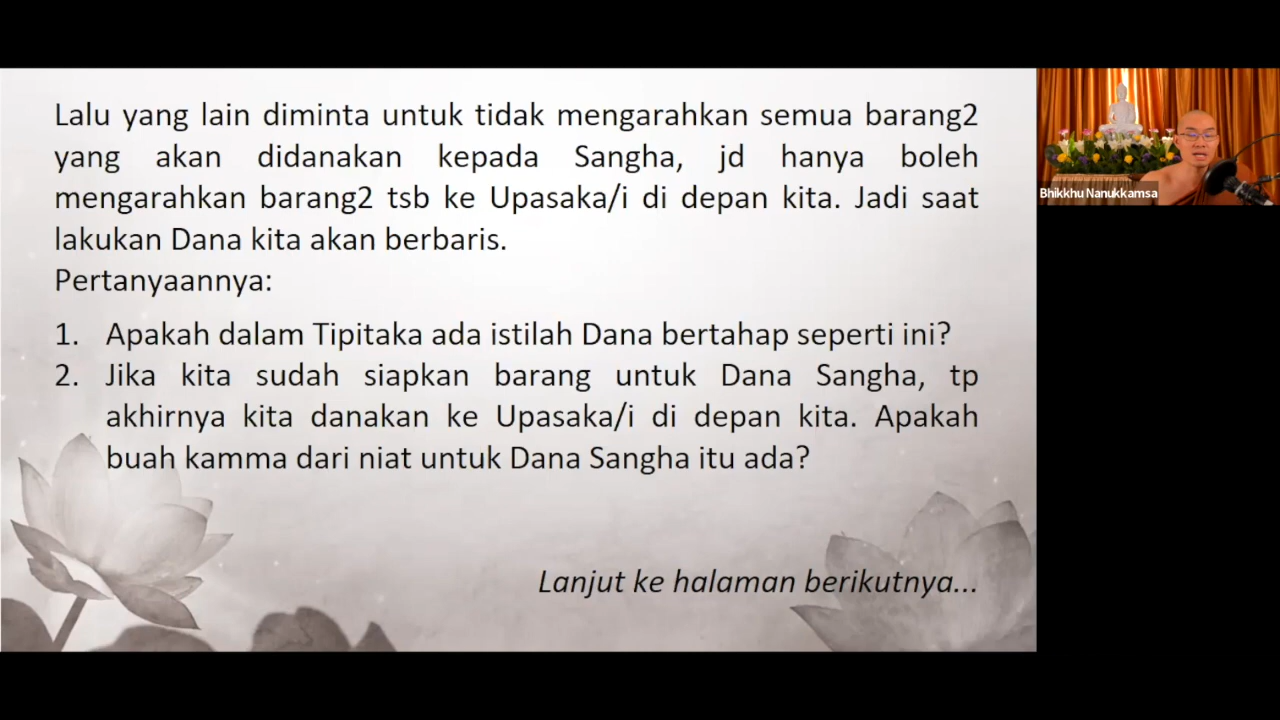 Lalu yang lain diminta untuk tidak mengarahkan semua barang2
yang akan didanakan kepada Sangha, jd hanya boleh
mengarahkan barang2 tsb ke Upasaka/i di depan kita. Jadi saat
lakukan Dana kita akan berbaris.
Pertanyaannya:
1. Apakah dalam Tipitaka ada istilah Dana bertahap seperti ini?
2. Jika kita sudah siapkan barang untuk Dana Sangha, tp
akhirnya kita danakan ke Upasaka/i di depan kita. Apakah
buah kamma dari niat untuk Dana Sangha itu ada?
Lanjut ke halaman berikutnya...
Bhikkhu Nanukkamsa